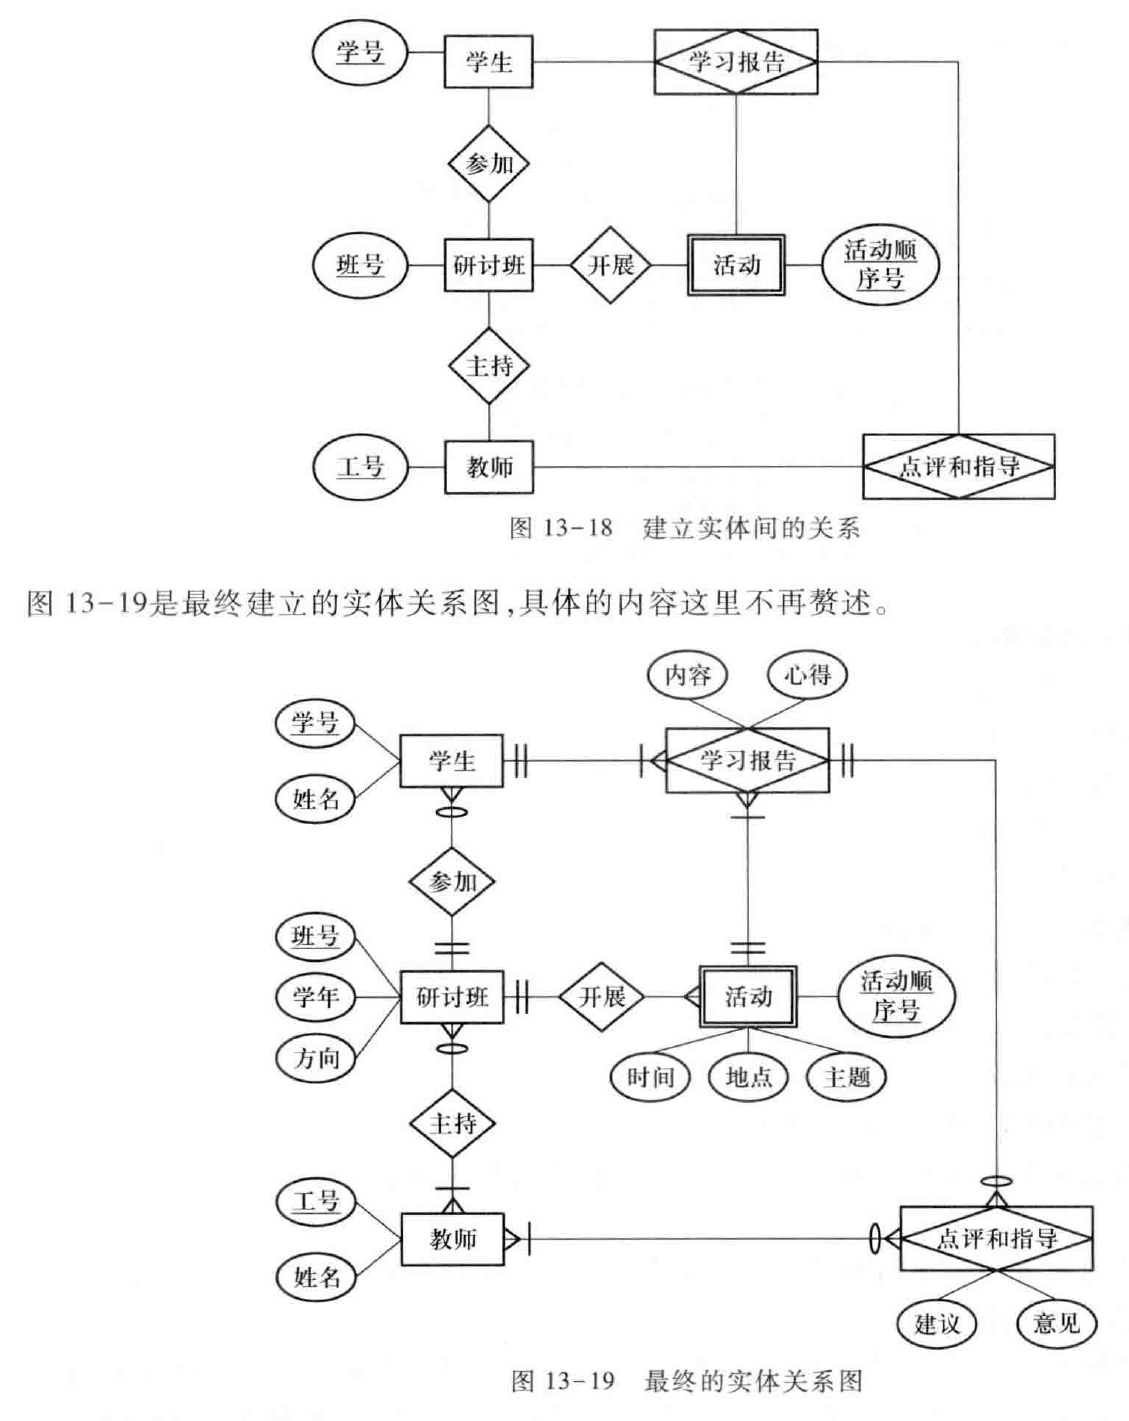 学号
学生
学习报告
参加
班号
研讨班
开展
活动
活动顺
序号
主持
工号
教师
点评和指导
图 13-18 建立实体间的关系
图 13-19是最终建立的实体关系图,具体的内容这里不再赘述。
内容
心得
学号
学生
学习报告
姓名
参加
班号
学年
研讨班
开展
活动
活动顺
序号
方向
时间
地点
主题
主持
工号
教师
点评和指导
姓名
建议
意见
图 13-19 最终的实体关系图